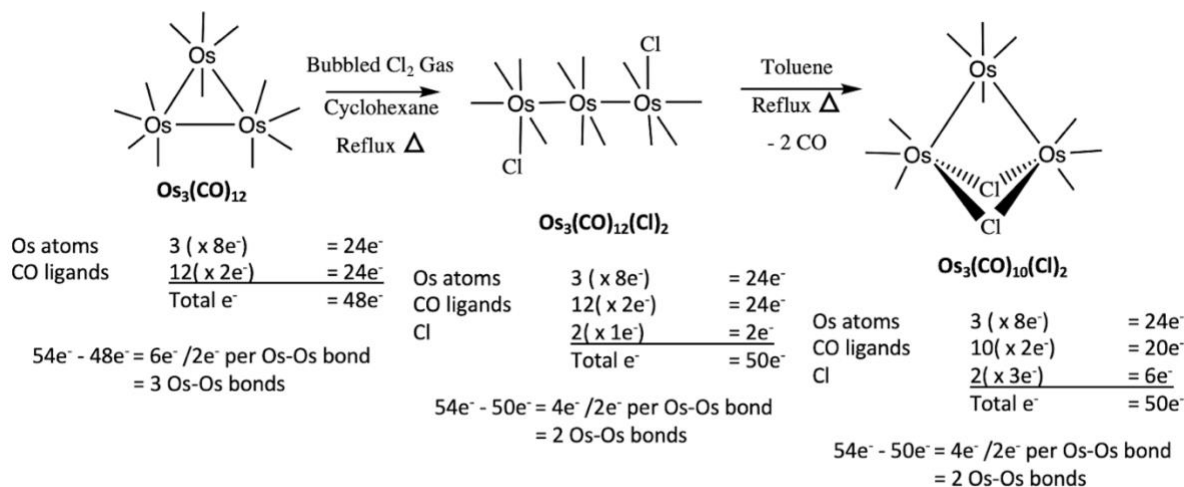 Os
Os
Os
Os₃(CO)₁₂
Bubbled Cl₂ Gas
Cyclohexane
Reflux Δ
Cl
Os
Os
Os
Cl
Os₃(CO)₁₂(Cl)₂
Toluene
Reflux Δ
- 2 CO
Os
Os
Os
Cl
Cl
Os₃(CO)₁₀(Cl)₂
Os atoms 3 ( x 8e⁻) = 24e⁻
CO ligands 12( x 2e⁻) = 24e⁻
Total e⁻ = 48e⁻
54e⁻ - 48e⁻ = 6e⁻ /2e⁻ per Os-Os bond
= 3 Os-Os bonds
Os atoms 3 ( x 8e⁻) = 24e⁻
CO ligands 12( x 2e⁻) = 24e⁻
Cl 2( x 1e⁻) = 2e⁻
Total e⁻ = 50e⁻
54e⁻ - 50e⁻ = 4e⁻ /2e⁻ per Os-Os bond
= 2 Os-Os bonds
Os atoms 3 ( x 8e⁻) = 24e⁻
CO ligands 10( x 2e⁻) = 20e⁻
Cl 2( x 3e⁻) = 6e⁻
Total e⁻ = 50e⁻
54e⁻ - 50e⁻ = 4e⁻ /2e⁻ per Os-Os bond
= 2 Os-Os bonds